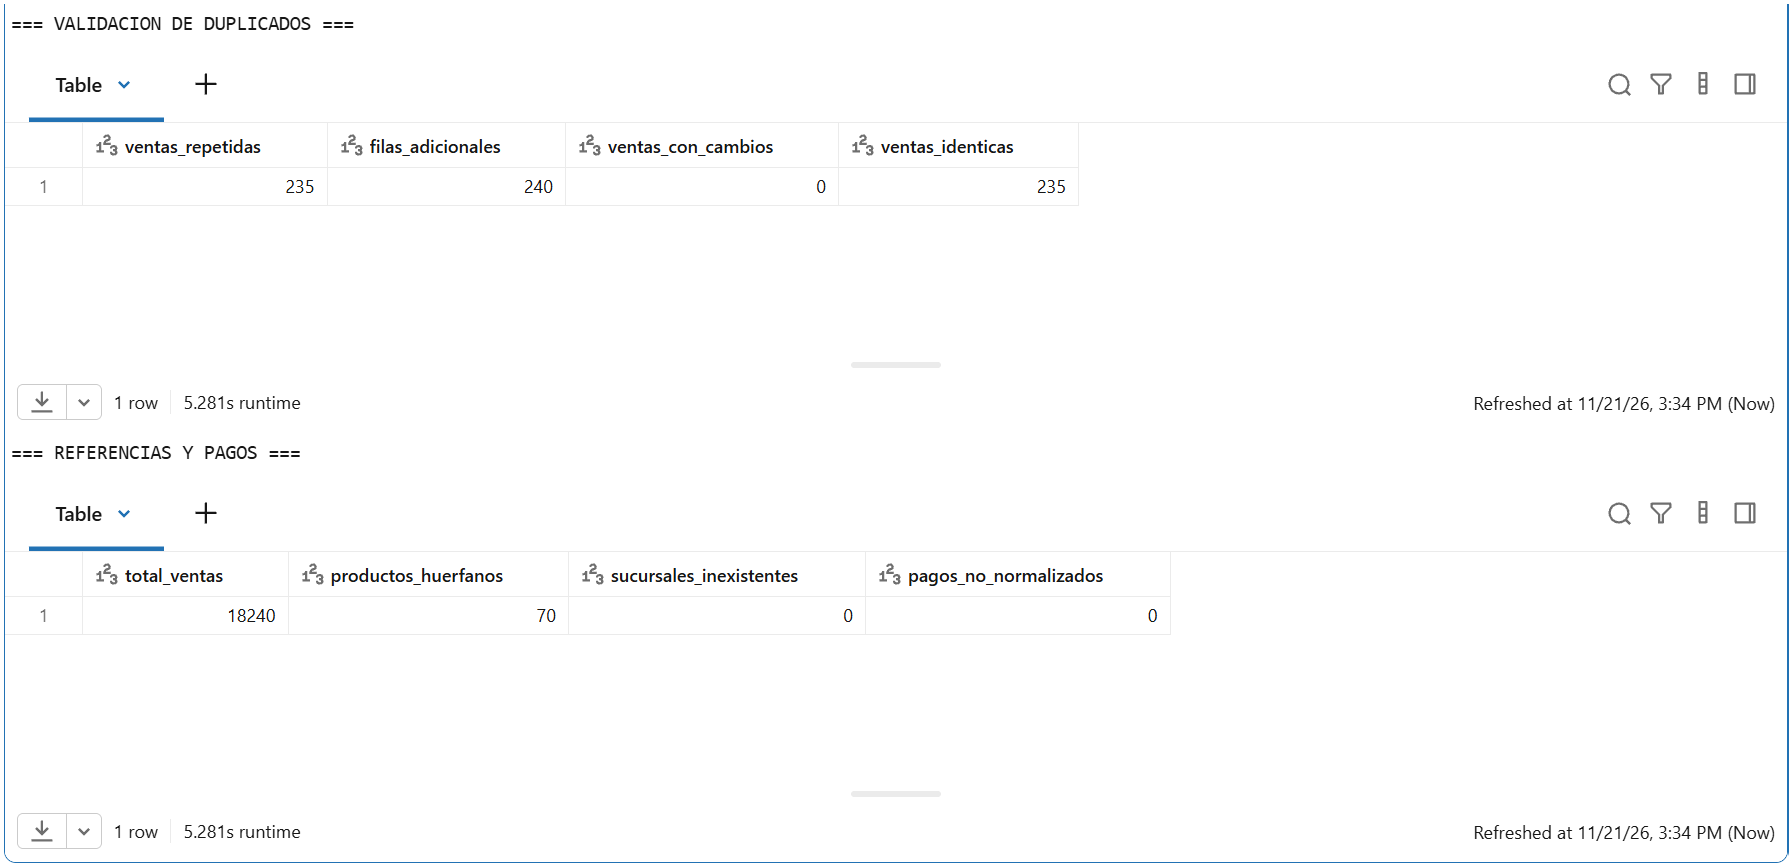 === VALIDACION DE DUPLICADOS ===
Table
ventas_repetidas filas_adicionales ventas_con_cambios ventas_identicas
1 235 240 0 235
1 row 5.281s runtime Refreshed at 11/21/26, 3:34 PM (Now)
=== REFERENCIAS Y PAGOS ===
Table
total_ventas productos_huerfanos sucursales_inexistentes pagos_no_normalizados
1 18240 70 0 0
1 row 5.281s runtime Refreshed at 11/21/26, 3:34 PM (Now)